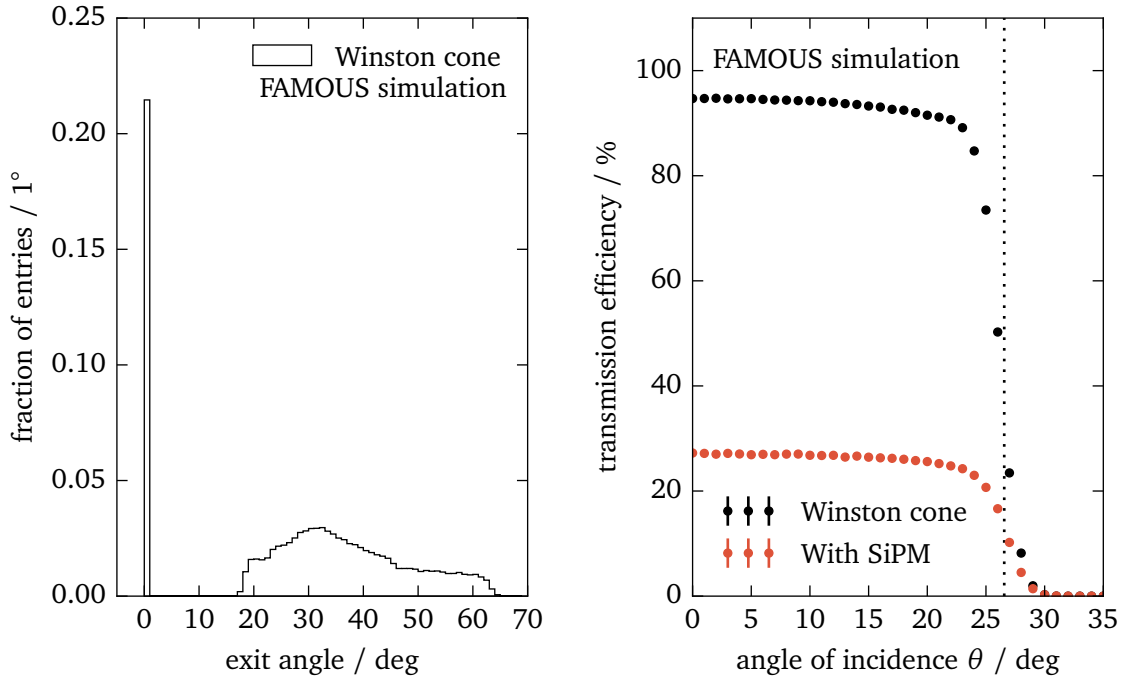 0.25
0.20
0.15
0.10
0.05
0.00
fraction of entries / 1°
0 10 20 30 40 50 60 70
exit angle / deg
Winston cone
FAMOUS simulation
100
80
60
40
20
0
transmission efficiency / %
0 5 10 15 20 25 30 35
angle of incidence θ / deg
FAMOUS simulation
Winston cone
With SiPM